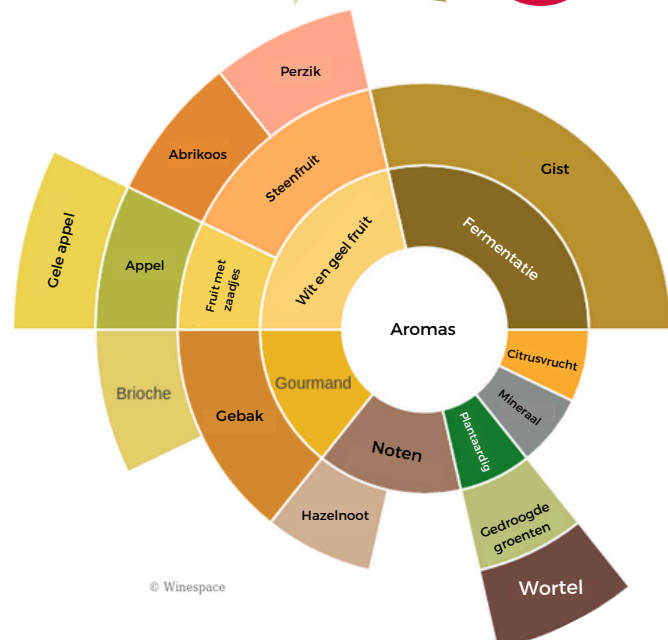 Perzik
Abrikoos
Steenfruit
Gist
Fermentatie
Wit en geel fruit
Gele appel
Appel
Fruit met
zaadjes
Aromas
Citrusvrucht
Mineraal
Gourmand
Brioche
Gebak
Noten
Plantaardig
Hazelnoot
Gedroogde
groenten
Wortel
© Winespace